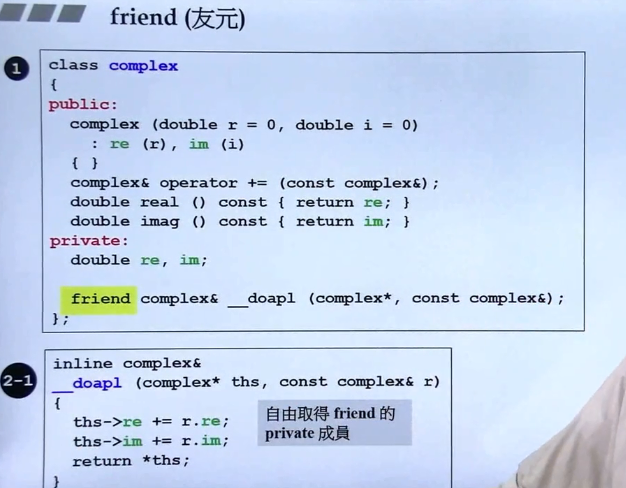 friend (友元)
1
class complex
{
public:
complex (double r = 0, double i = 0)
: re (r), im (i)
{ }
complex& operator += (const complex&);
double real () const { return re; }
double imag () const { return im; }
private:
double re, im;
friend complex& __doapl (complex*, const complex&);
};
2-1
inline complex&
__doapl (complex* ths, const complex& r)
{
ths->re += r.re;
ths->im += r.im;
return *ths;
}
自由取得 friend 的
private 成員